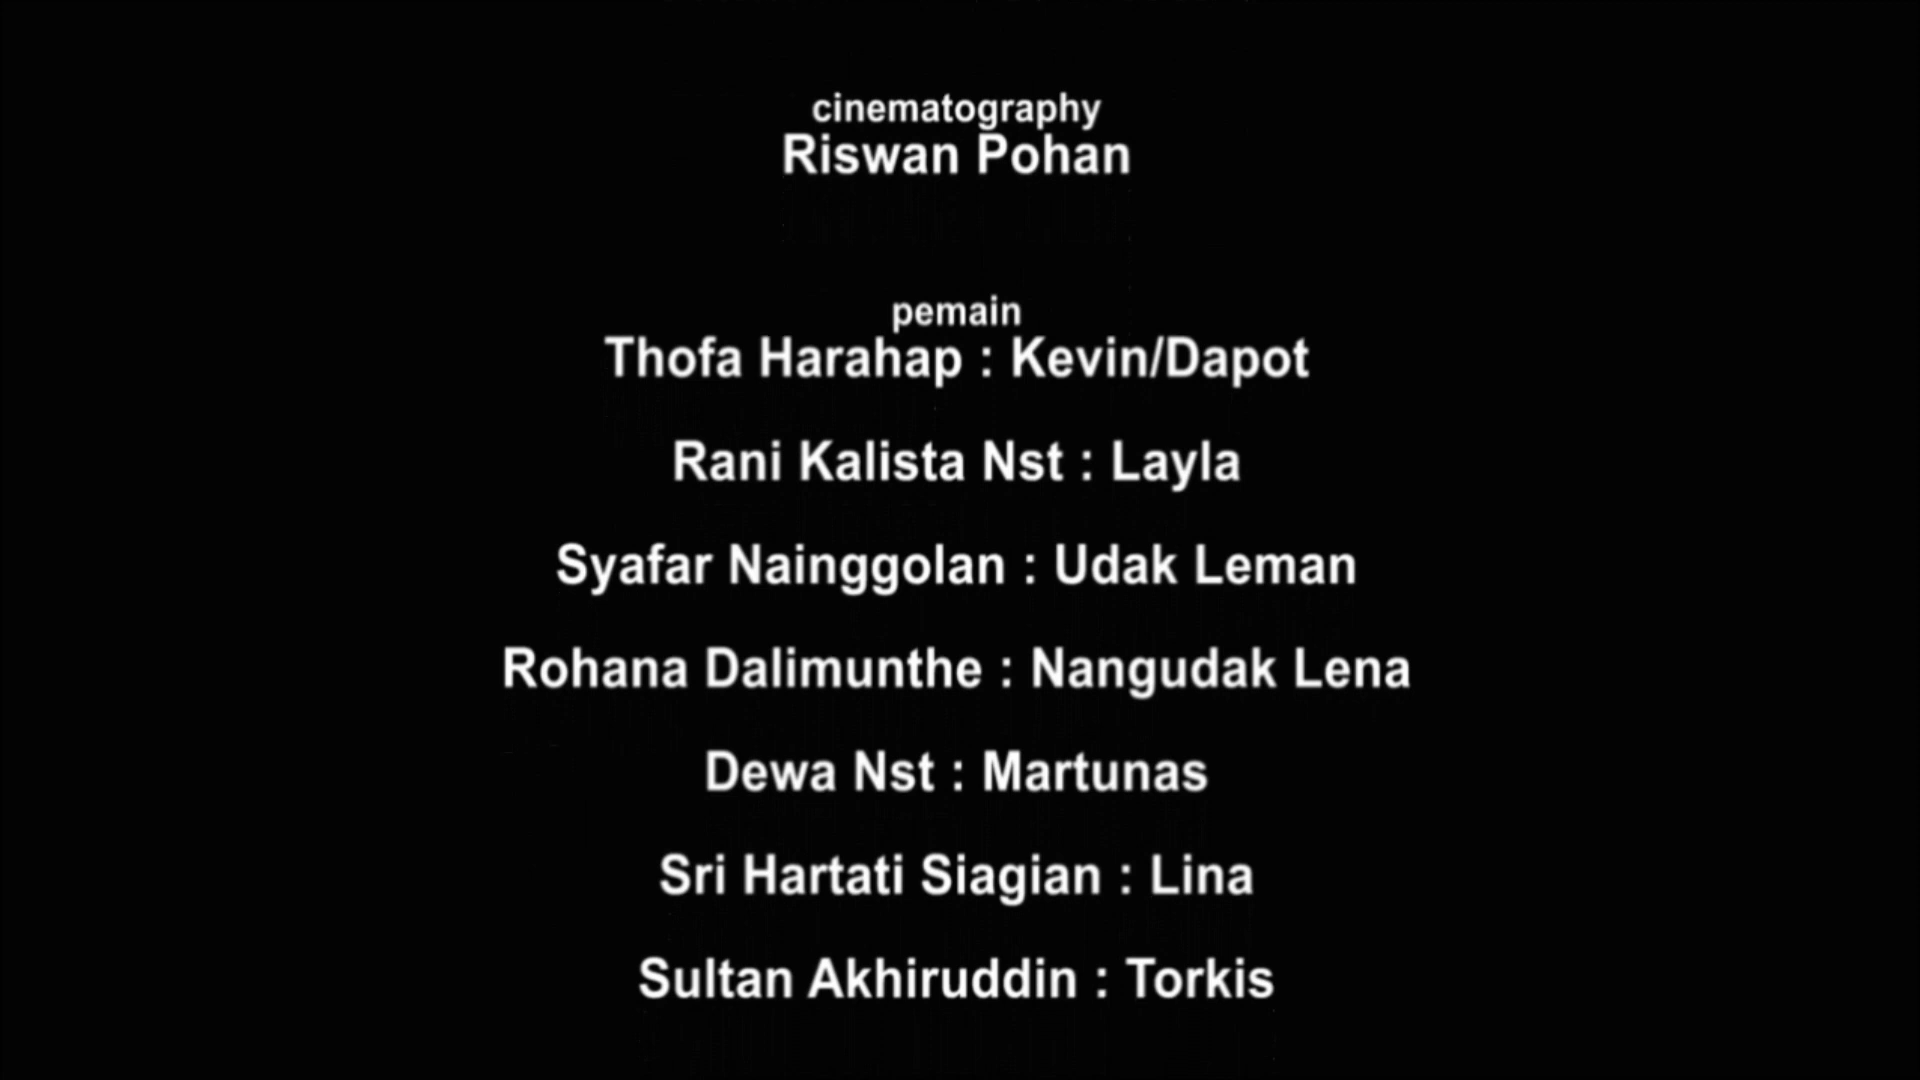 cinematography
Riswan Pohan
pemain
Thofa Harahap : Kevin/Dapot
Rani Kalista Nst : Layla
Syafar Nainggolan : Udak Leman
Rohana Dalimunthe : Nangudak Lena
Dewa Nst : Martunas
Sri Hartati Siagian : Lina
Sultan Akhiruddin : Torkis